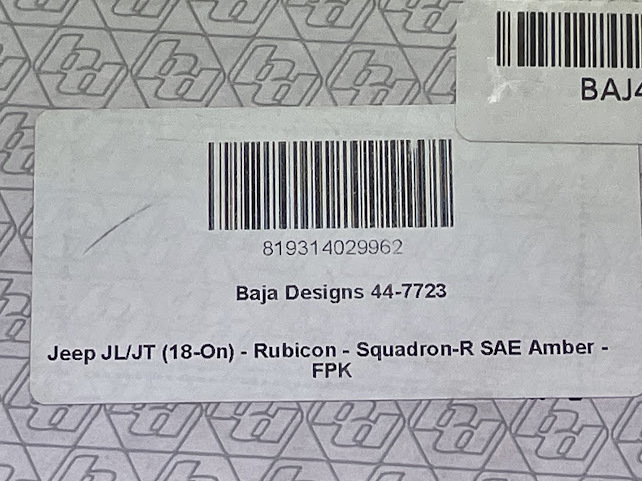 BAJ4
819314029962
Baja Designs 44-7723
Jeep JL/JT (18-On) - Rubicon - Squadron-R SAE Amber -
FPK